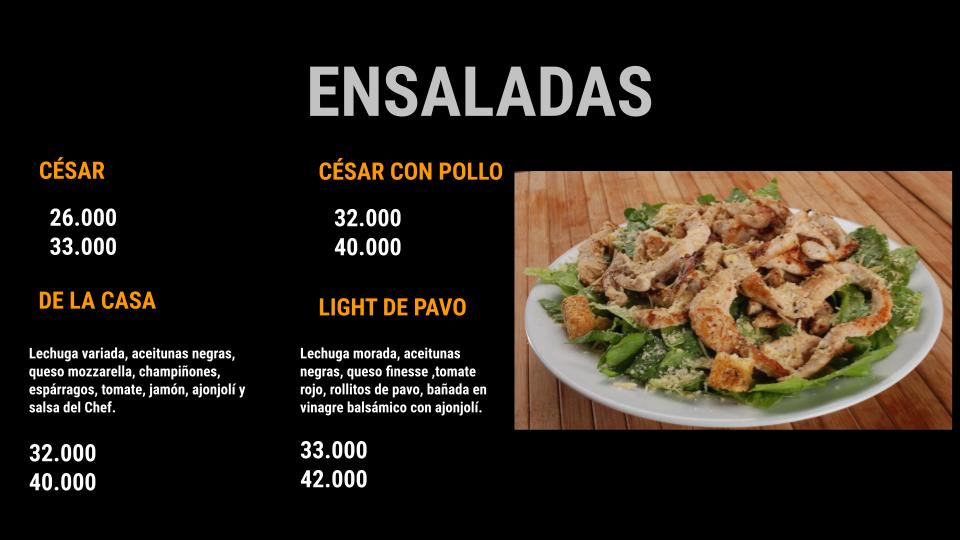 ENSALADAS
CÉSAR
26.000
33.000
CÉSAR CON POLLO
32.000
40.000
DE LA CASA
Lechuga variada, aceitunas negras,
queso mozzarella, champiñones,
espárragos, tomate, jamón, ajonjolí y
salsa del Chef.
32.000
40.000
LIGHT DE PAVO
Lechuga morada, aceitunas
negras, queso finesse ,tomate
rojo, rollitos de pavo, bañada en
vinagre balsámico con ajonjolí.
33.000
42.000